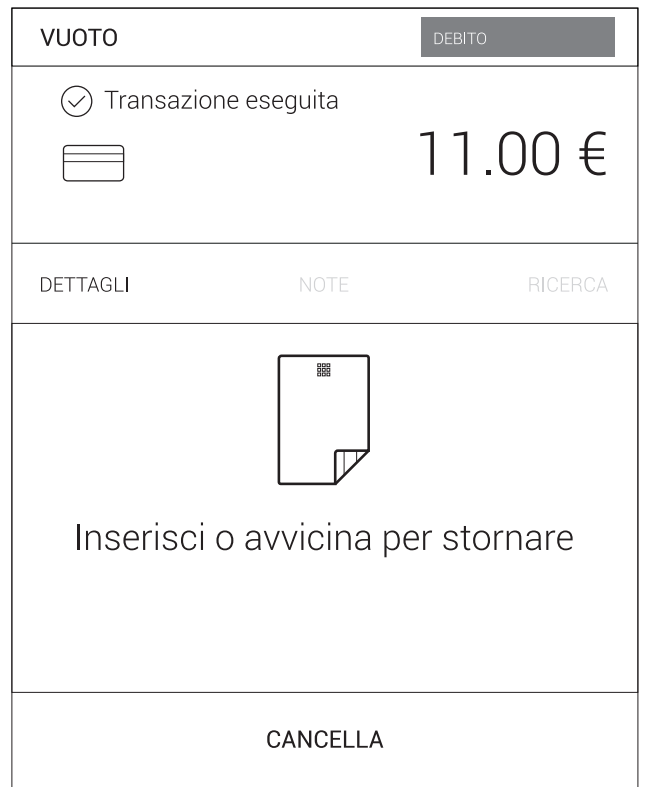 VUOTO
DEBITO
Transazione eseguita
11.00 €
DETTAGLI NOTE RICERCA
Inserisci o avvicina per stornare
CANCELLA